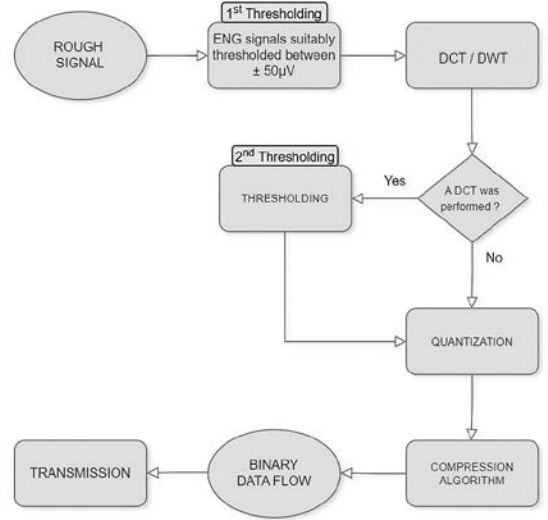 ROUGH
SIGNAL
1st Thresholding
ENG signals suitably
thresholded between
± 50µV
DCT / DWT
2nd Thresholding
THRESHOLDING
Yes
A DCT was
performed ?
No
QUANTIZATION
COMPRESSION
ALGORITHM
BINARY
DATA FLOW
TRANSMISSION